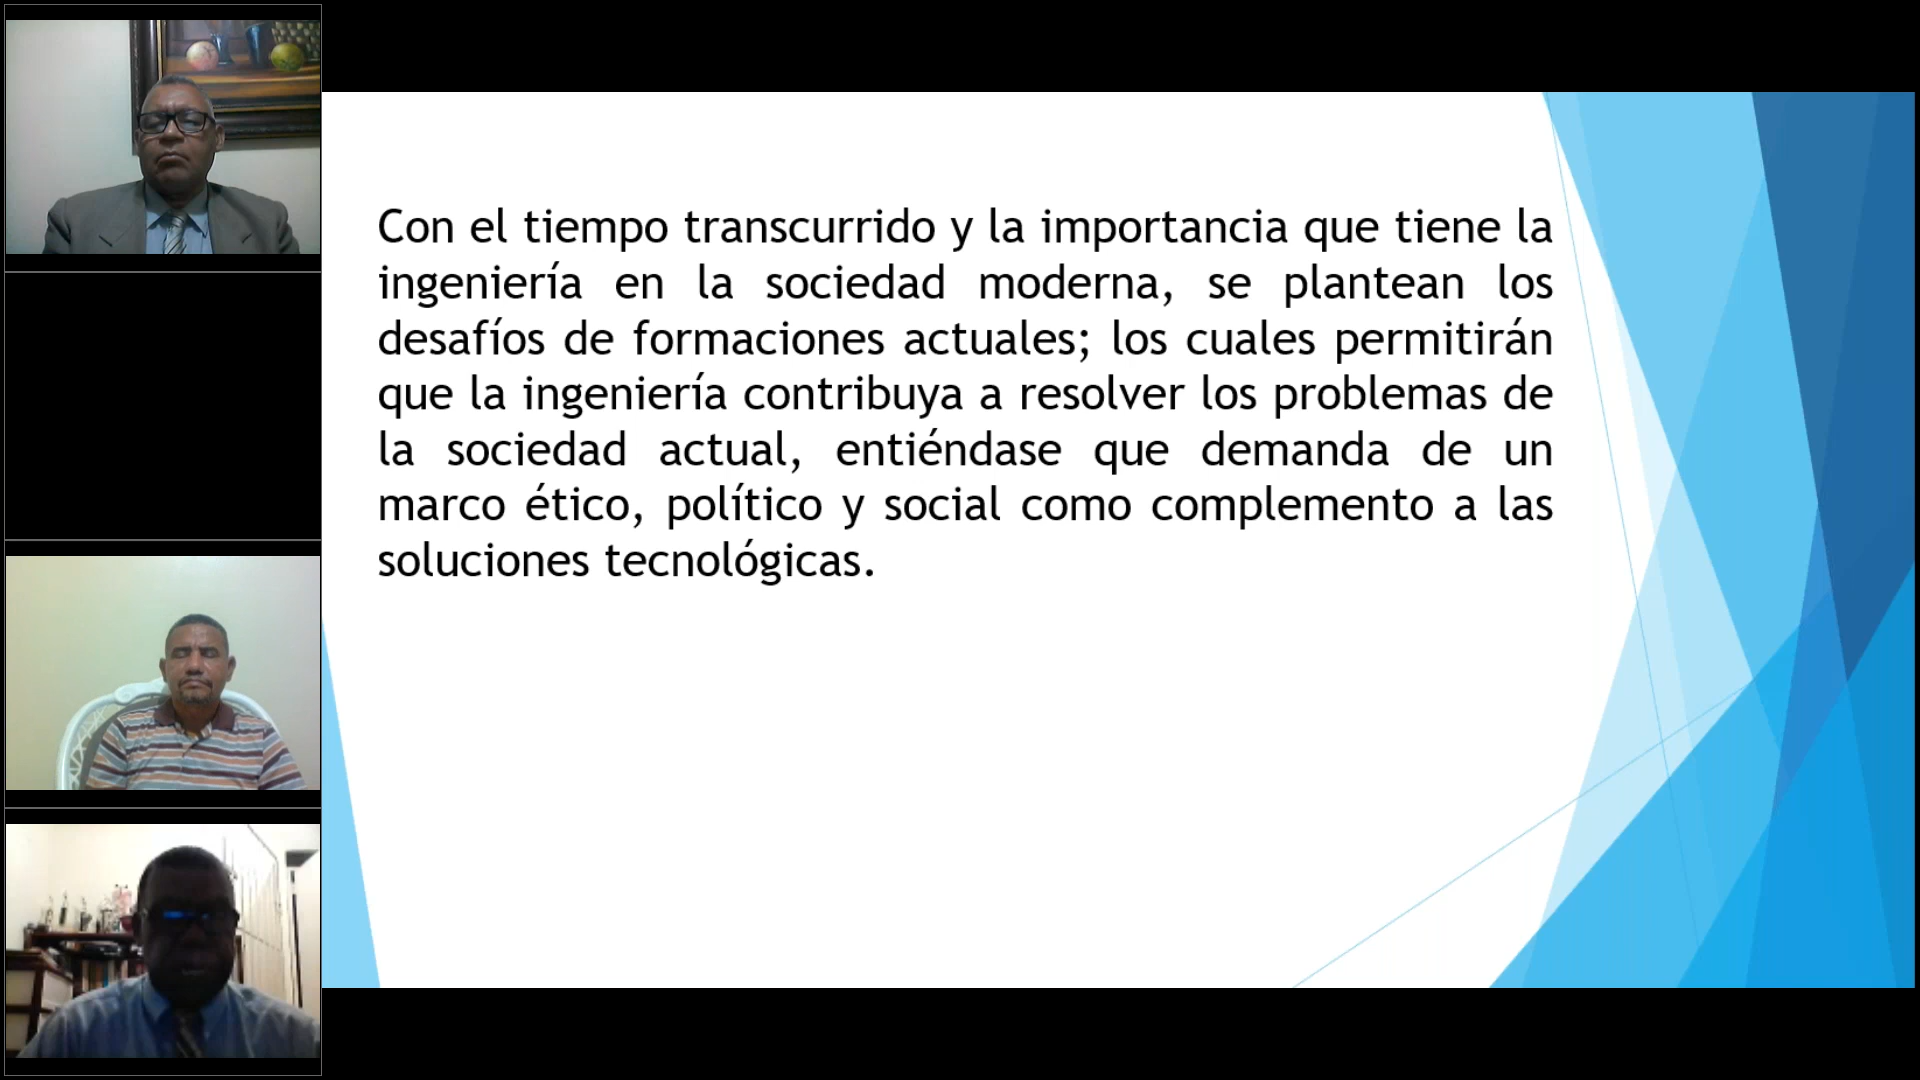 Con el tiempo transcurrido y la importancia que tiene la
ingeniería en la sociedad moderna, se plantean los
desafíos de formaciones actuales; los cuales permitirán
que la ingeniería contribuya a resolver los problemas de
la sociedad actual, entiéndase que demanda de un
marco ético, político y social como complemento a las
soluciones tecnológicas.